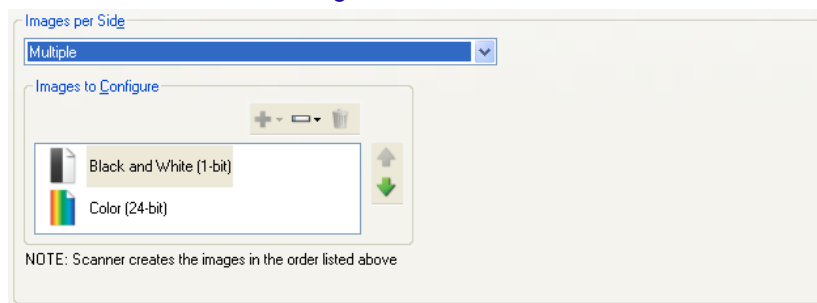 Images per Side
Multiple
Images to Configure
Black and White (1-bit)
Color (24-bit)
NOTE: Scanner creates the images in the order listed above